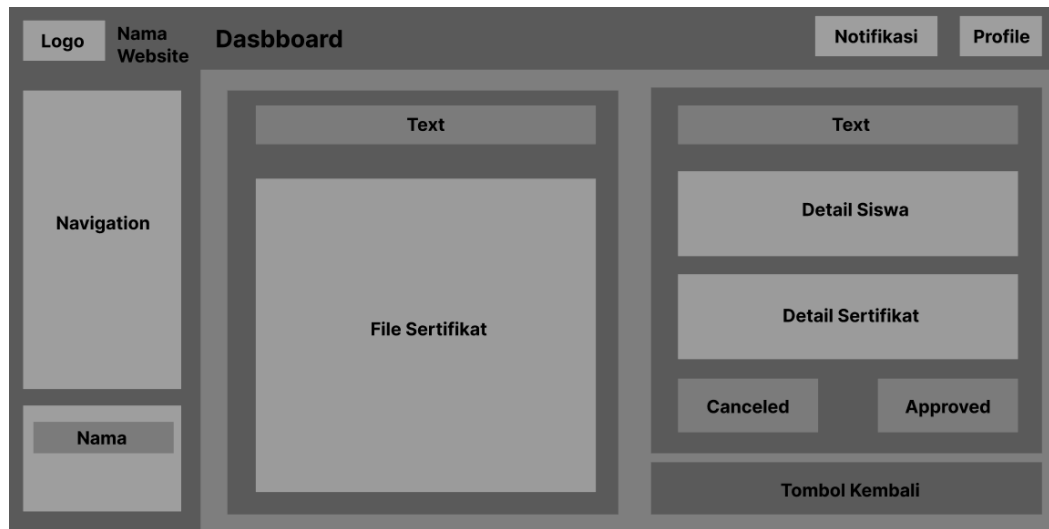 Logo
Nama
Website
Dasbboard
Notifikasi
Profile
Navigation
Nama
Text
File Sertifikat
Text
Detail Siswa
Detail Sertifikat
Canceled
Approved
Tombol Kembali